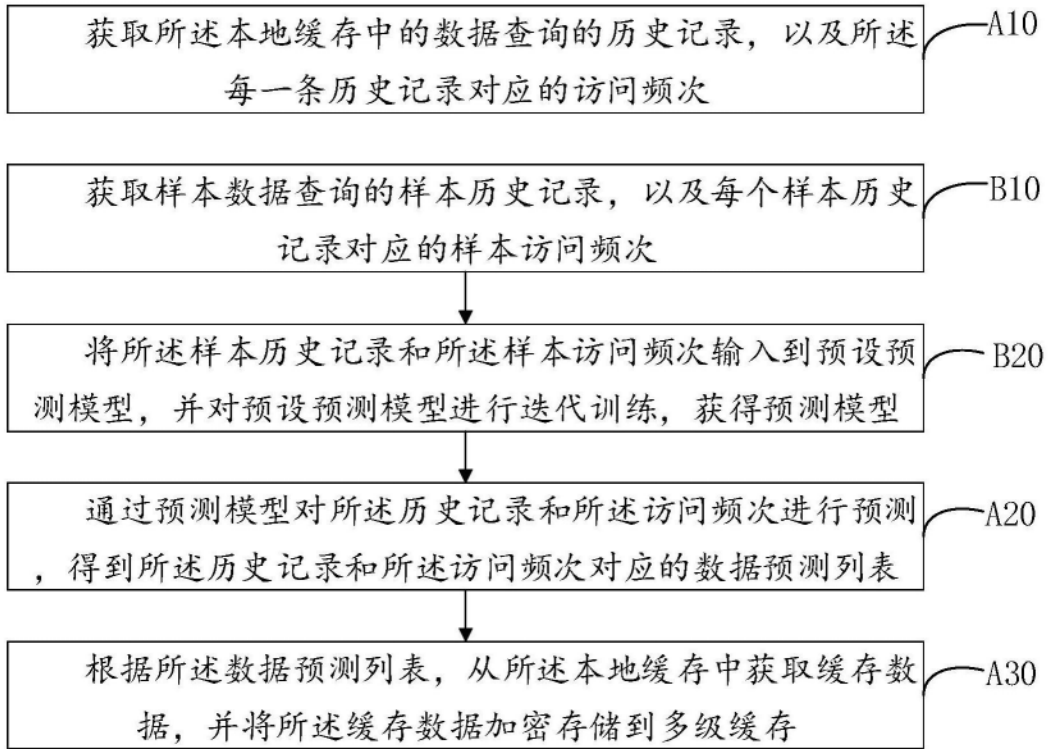 获取所述本地缓存中的数据查询的历史记录，以及所述
每一条历史记录对应的访问频次
A10
获取样本数据查询的样本历史记录，以及每个样本历史
记录对应的样本访问频次
B10
将所述样本历史记录和所述样本访问频次输入到预设预
测模型，并对预设预测模型进行迭代训练，获得预测模型
B20
通过预测模型对所述历史记录和所述访问频次进行预测
，得到所述历史记录和所述访问频次对应的数据预测列表
A20
根据所述数据预测列表，从所述本地缓存中获取缓存数
据，并将所述缓存数据加密存储到多级缓存
A30